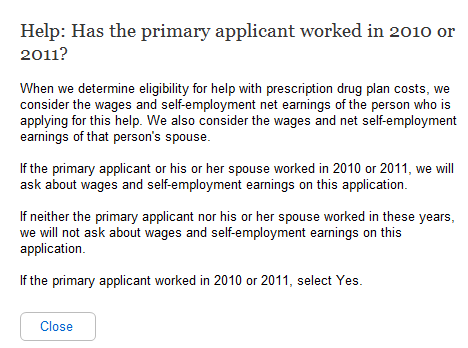 Help: Has the primary applicant worked in 2010 or
2011?
When we determine eligibility for help with prescription drug plan costs, we
consider the wages and self-employment net earnings of the person who is
applying for this help. We also consider the wages and net self-employment
earnings of that person's spouse.
If the primary applicant or his or her spouse worked in 2010 or 2011, we will
ask about wages and self-employment earnings on this application.
If neither the primary applicant nor his or her spouse worked in these years,
we will not ask about wages and self-employment earnings on this
application.
If the primary applicant worked in 2010 or 2011, select Yes.
Close